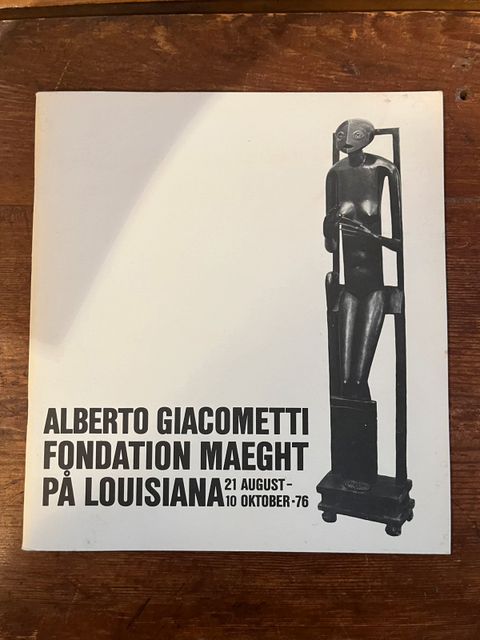 ALBERTO GIACOMETTI
FONDATION MAEGHT
PÅ LOUISIANA 21 AUGUST–
10 OKTOBER·76